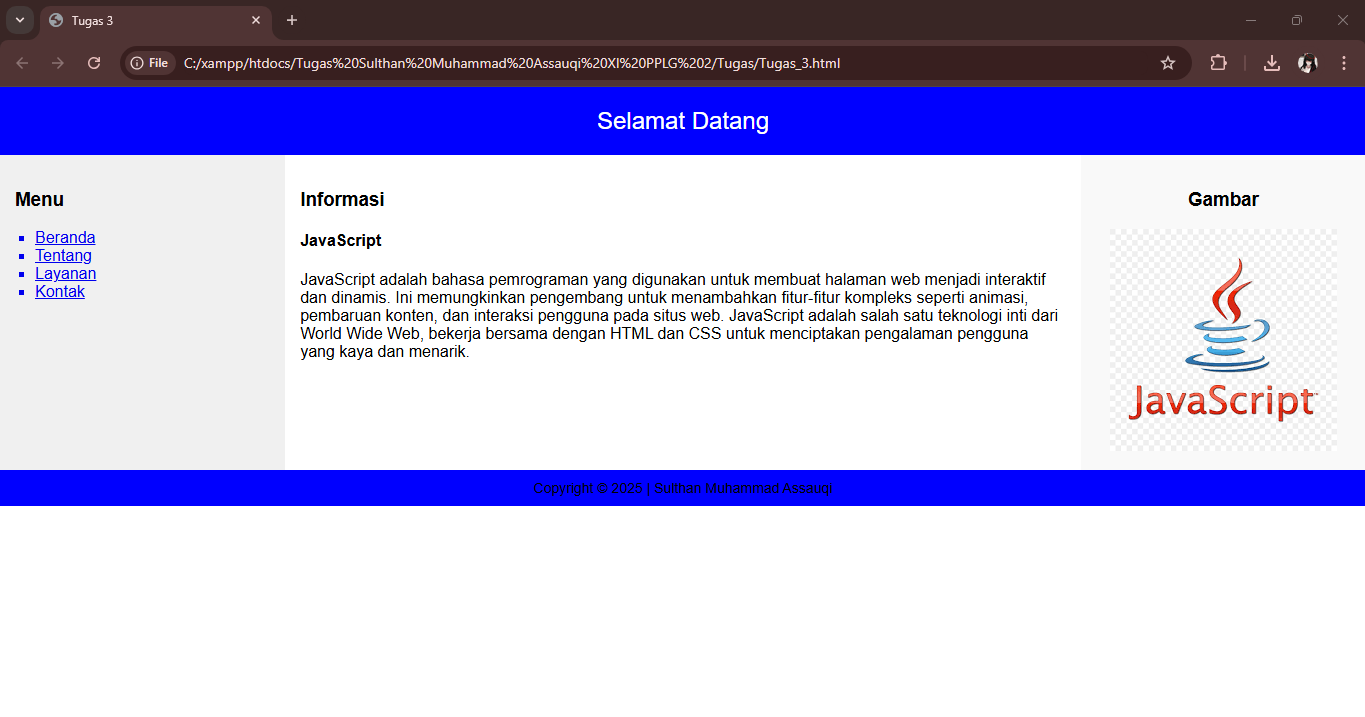 Tugas 3
File
C:/xampp/htdocs/Tugas%20Sulthan%20Muhammad%20Assauqi%20XI%20PPLG%202/Tugas/Tugas_3.html
Selamat Datang
Menu
Beranda
Tentang
Layanan
Kontak
Informasi
JavaScript
JavaScript adalah bahasa pemrograman yang digunakan untuk membuat halaman web menjadi interaktif
dan dinamis. Ini memungkinkan pengembang untuk menambahkan fitur-fitur kompleks seperti animasi,
pembaruan konten, dan interaksi pengguna pada situs web. JavaScript adalah salah satu teknologi inti dari
World Wide Web, bekerja bersama dengan HTML dan CSS untuk menciptakan pengalaman pengguna
yang kaya dan menarik.
Gambar
JavaScript™
Copyright © 2025 | Sulthan Muhammad Assauqi